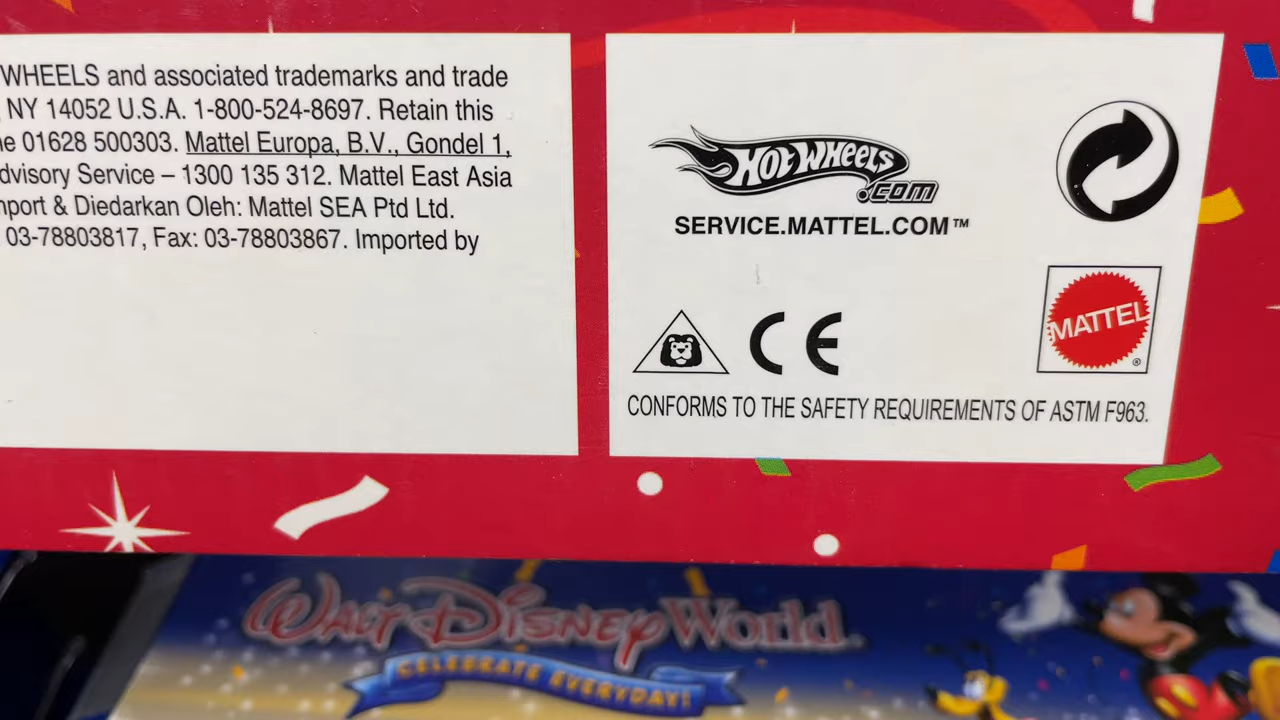 WHEELS and associated trademarks and trade
, NY 14052 U.S.A. 1-800-524-8697. Retain this
01628 500303. Mattel Europa, B.V., Gondel 1,
dvisory Service – 1300 135 312. Mattel East Asia
mport & Diedarkan Oleh: Mattel SEA Ptd Ltd.
03-78803817, Fax: 03-78803867. Imported by
HOT WHEELS
.COM
SERVICE.MATTEL.COM™
CE
MATTEL
®
CONFORMS TO THE SAFETY REQUIREMENTS OF ASTM F963.
WALT DISNEY World.
CELEBRATE EVERYDAY!